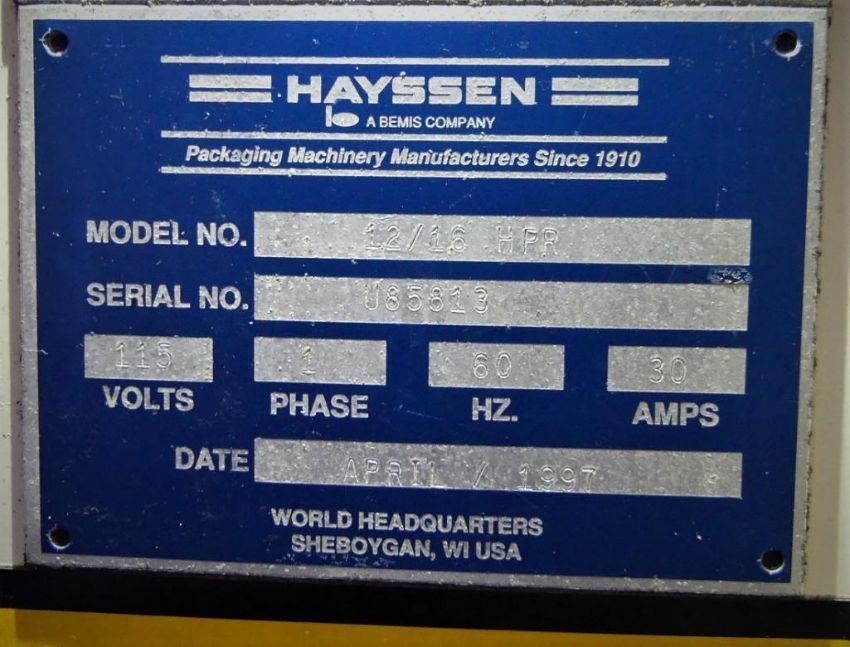 HAYSSEN
A BEMIS COMPANY
Packaging Machinery Manufacturers Since 1910
MODEL NO. 12/16 HPR
SERIAL NO. U85813
115 1 60 30
VOLTS PHASE HZ. AMPS
DATE APRIL / 1997
WORLD HEADQUARTERS
SHEBOYGAN, WI USA